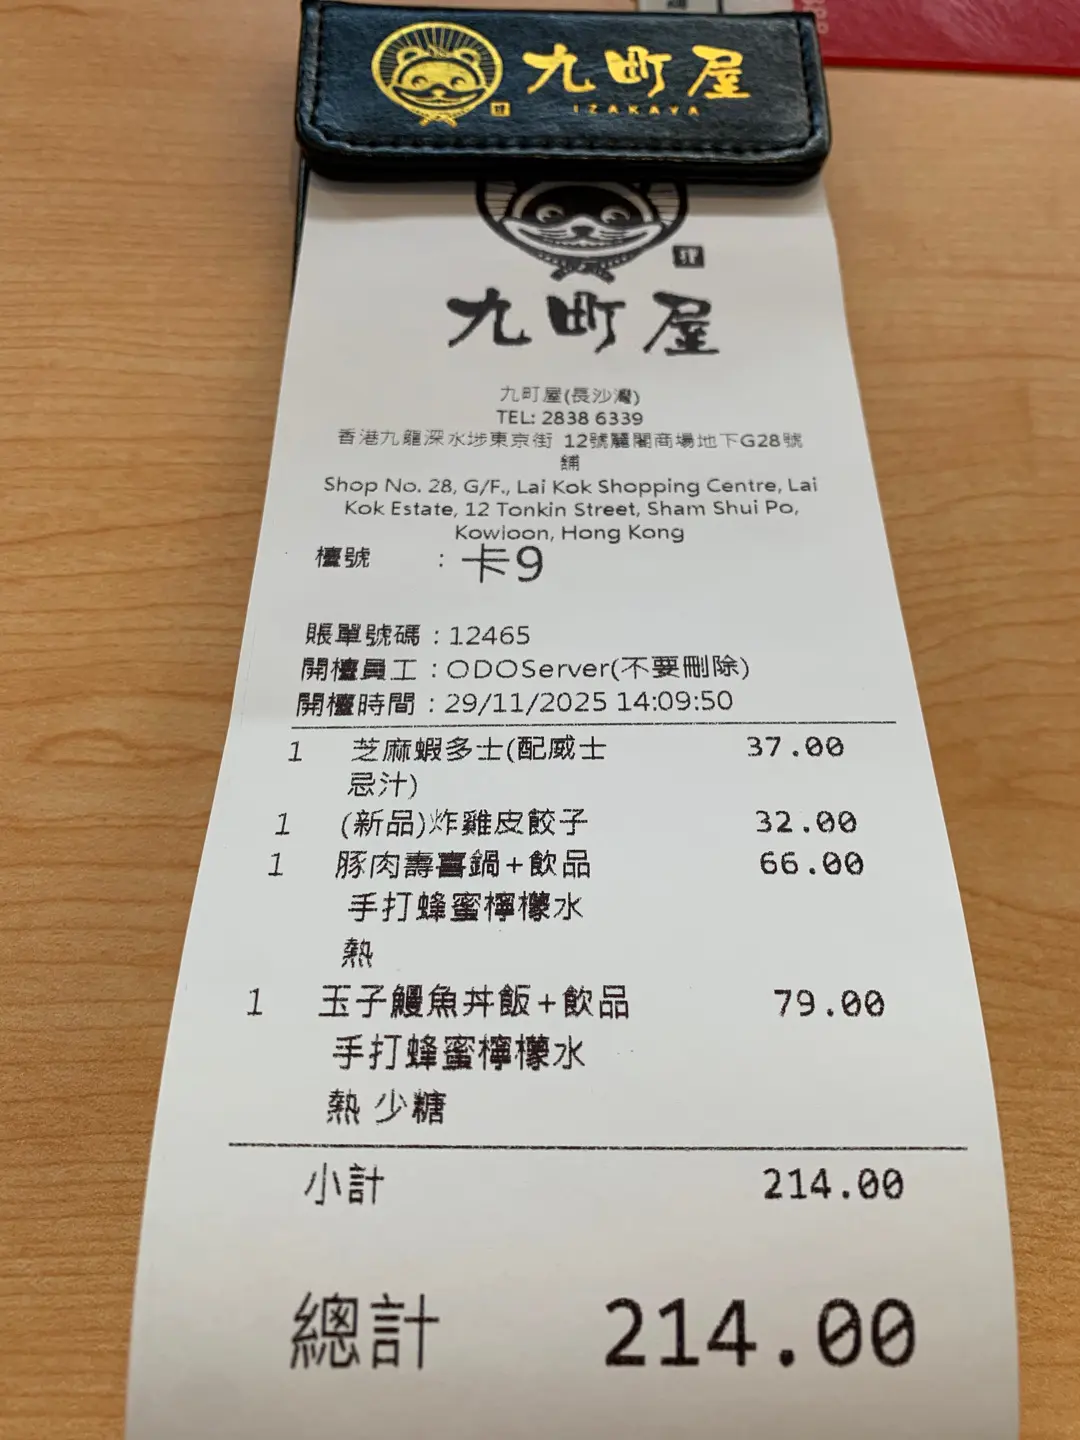 九町屋
IZAKAYA
九町屋
九町屋(長沙灣)
TEL: 2838 6339
香港九龍深水埗東京街 12號麗閣商場地下G28號
舖
Shop No. 28, G/F., Lai Kok Shopping Centre, Lai
Kok Estate, 12 Tonkin Street, Sham Shui Po,
Kowloon, Hong Kong
檯號 : 卡9
賬單號碼 : 12465
開檯員工 : ODOServer(不要刪除)
開檯時間 : 29/11/2025 14:09:50
1 芝麻蝦多士(配威士 37.00
忌汁)
1 (新品)炸雞皮餃子 32.00
1 豚肉壽喜鍋+飲品 66.00
手打蜂蜜檸檬水
熱
1 玉子鰻魚丼飯+飲品 79.00
手打蜂蜜檸檬水
熱 少糖
小計 214.00
總計 214.00